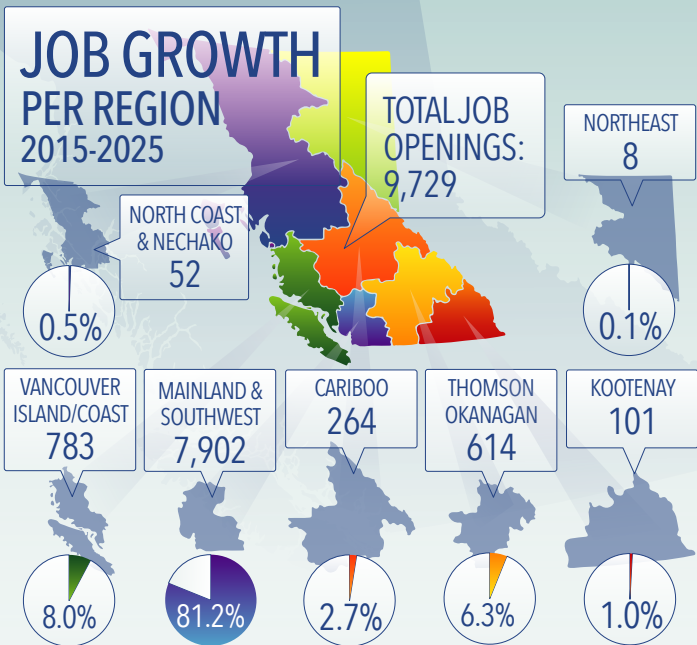 JOB GROWTH
PER REGION
2015-2025
TOTAL JOB
OPENINGS:
9,729
NORTHEAST
8
0.1%
NORTH COAST
& NECHAKO
52
0.5%
VANCOUVER
ISLAND/COAST
783
8.0%
MAINLAND &
SOUTHWEST
7,902
81.2%
CARIBOO
264
2.7%
THOMSON
OKANAGAN
614
6.3%
KOOTENAY
101
1.0%